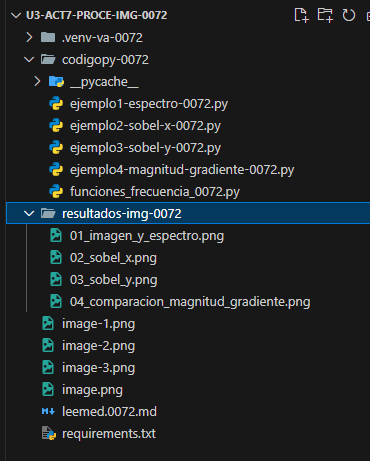 U3-ACT7-PROCE-IMG-0072
.venv-va-0072
codigopy-0072
__pycache__
ejemplo1-espectro-0072.py
ejemplo2-sobel-x-0072.py
ejemplo3-sobel-y-0072.py
ejemplo4-magnitud-gradiente-0072.py
funciones_frecuencia_0072.py
resultados-img-0072
01_imagen_y_espectro.png
02_sobel_x.png
03_sobel_y.png
04_comparacion_magnitud_gradiente.png
image-1.png
image-2.png
image-3.png
image.png
leemed.0072.md
requirements.txt